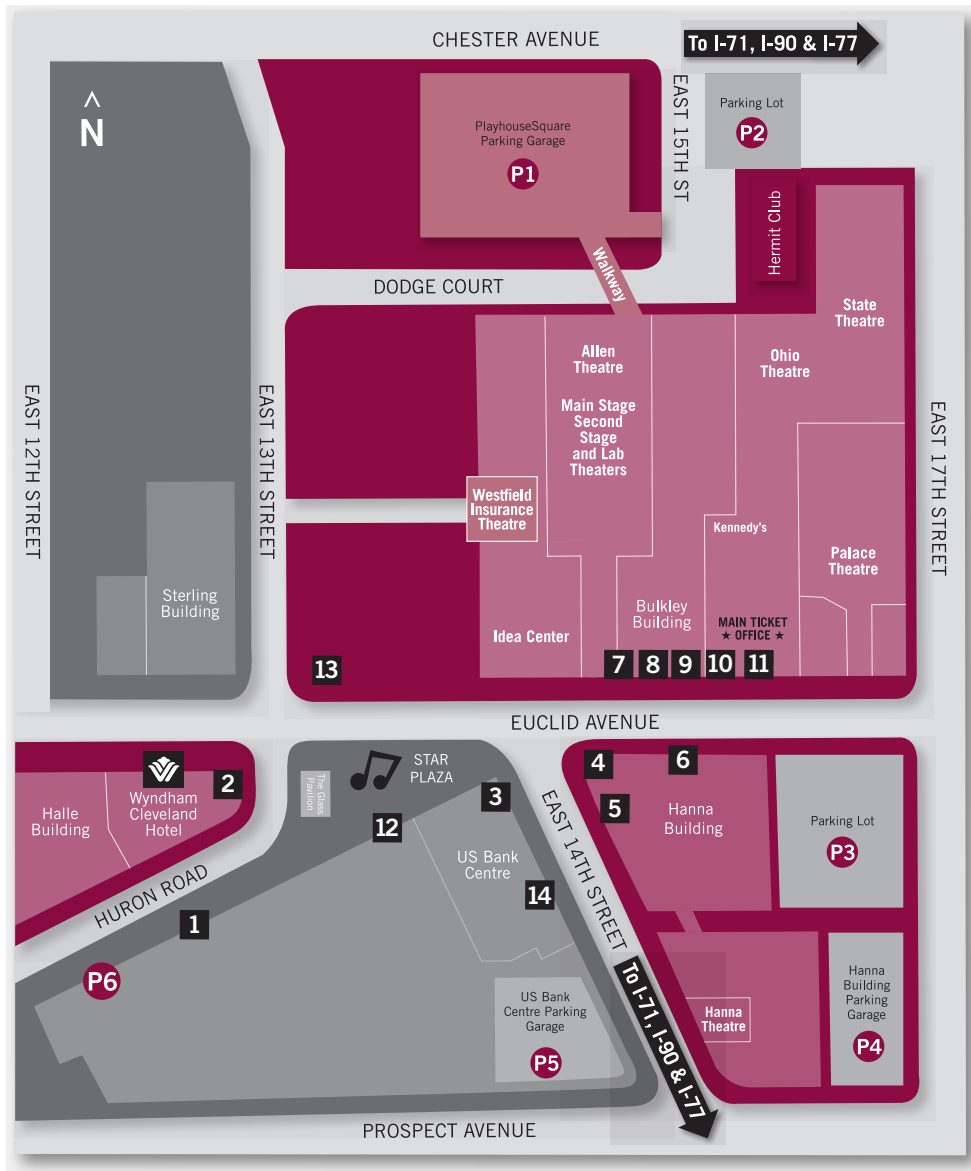 CHESTER AVENUE
To I-71, I-90 & I-77
N
PlayhouseSquare
Parking Garage
P1
EAST 15TH ST
Parking Lot
P2
Hermit Club
Walkway
DODGE COURT
State
Theatre
Allen
Theatre
Main Stage
Second
Stage
and Lab
Theaters
Ohio
Theatre
EAST 12TH STREET
EAST 13TH STREET
EAST 17TH STREET
Westfield
Insurance
Theatre
Kennedy's
Palace
Theatre
Sterling
Building
Idea Center
Bulkley
Building
MAIN TICKET
★ OFFICE ★
13
7
8
9
10
11
EUCLID AVENUE
Halle
Building
Wyndham
Cleveland
Hotel
2
The Glass
Pavilion
STAR
PLAZA
3
12
US Bank
Centre
14
EAST 14TH STREET
4
5
6
Hanna
Building
Parking Lot
P3
HURON ROAD
1
P6
US Bank
Centre Parking
Garage
P5
To I-71, I-90 & I-77
Hanna
Theatre
Hanna
Building
Parking
Garage
P4
PROSPECT AVENUE